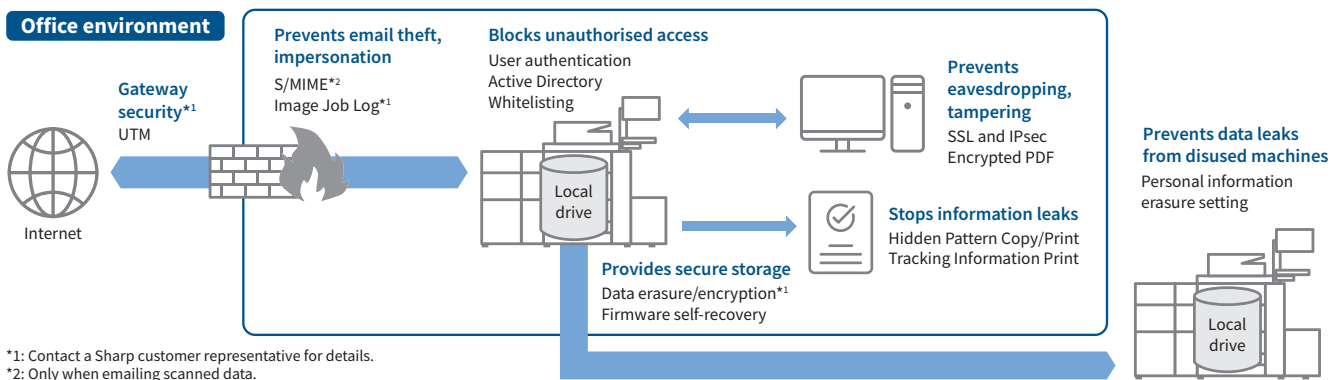 Office environment
Gateway
security*1
UTM
Internet
Prevents email theft,
impersonation
S/MIME*2
Image Job Log*1
Blocks unauthorised access
User authentication
Active Directory
Whitelisting
Local
drive
Provides secure storage
Data erasure/encryption*1
Firmware self-recovery
Prevents
eavesdropping,
tampering
SSL and IPsec
Encrypted PDF
Stops information leaks
Hidden Pattern Copy/Print
Tracking Information Print
Prevents data leaks
from disused machines
Personal information
erasure setting
Local
drive
*1: Contact a Sharp customer representative for details.
*2: Only when emailing scanned data.